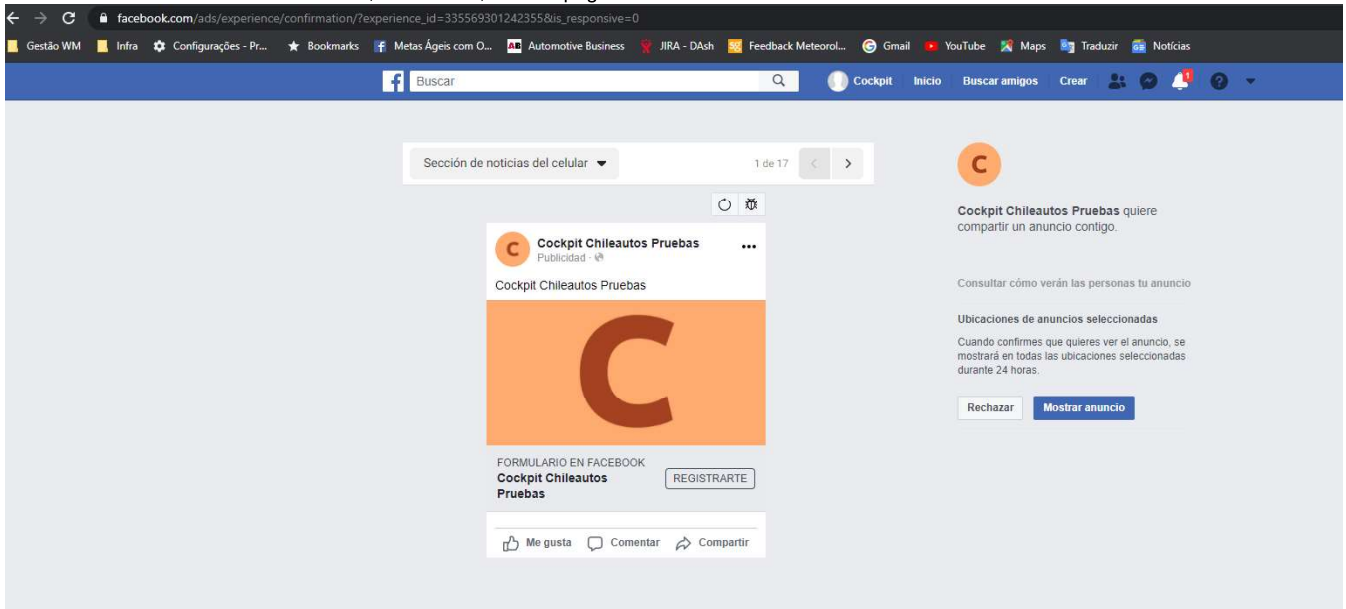 facebook.com/ads/experience/confirmation/?experience_id=335569301242355&is_responsive=0
Gestão WM Infra Configurações - Pr... Bookmarks Metas Ágeis com O... Automotive Business JIRA - DAsh Feedback Meteorol... Gmail YouTube Maps Traduzir Notícias
Buscar Cockpit Inicio Buscar amigos Crear 1
Sección de noticias del celular 1 de 17
C
Cockpit Chileautos Pruebas quiere
compartir un anuncio contigo.
Consultar cómo verán las personas tu anuncio
Ubicaciones de anuncios seleccionadas
Cuando confirmes que quieres ver el anuncio, se
mostrará en todas las ubicaciones seleccionadas
durante 24 horas.
Rechazar Mostrar anuncio
C
Cockpit Chileautos Pruebas
Publicidad ·
Cockpit Chileautos Pruebas
C
FORMULARIO EN FACEBOOK
Cockpit Chileautos
Pruebas
REGISTRARTE
Me gusta Comentar Compartir